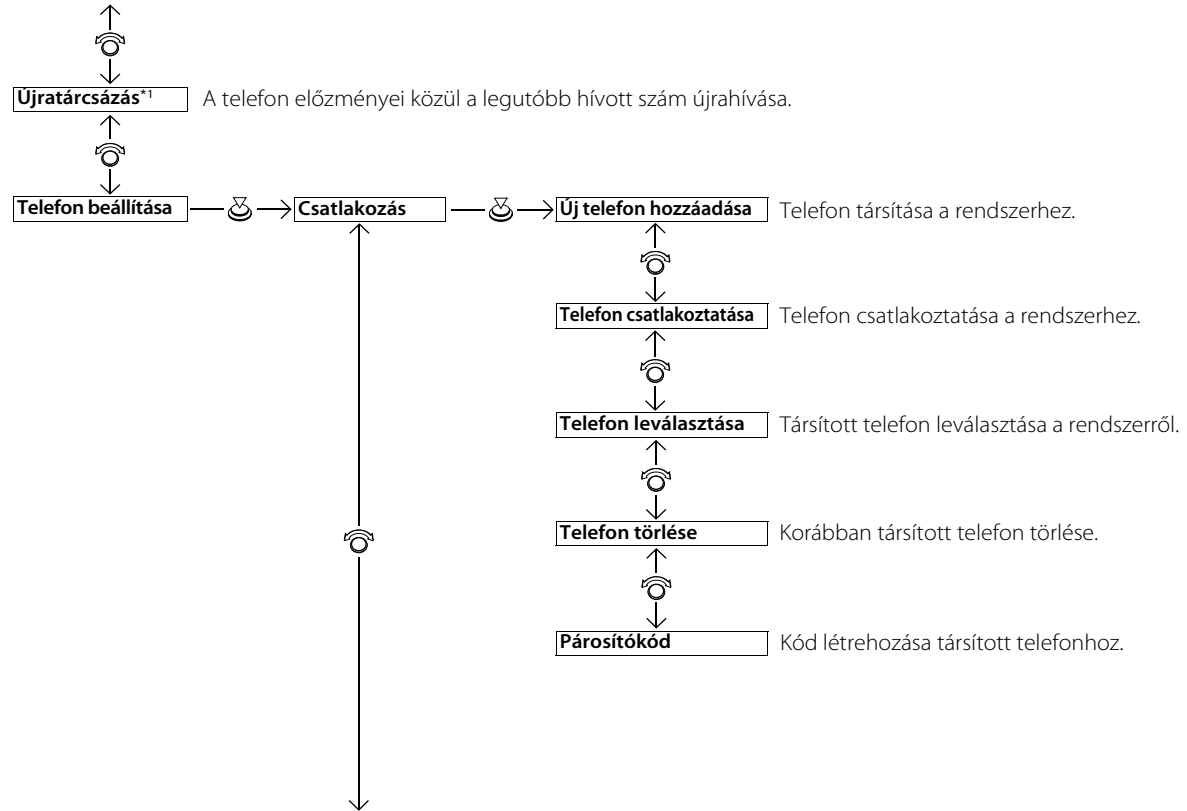 Újratárcsázás*1 A telefon előzményei közül a legutóbb hívott szám újrahívása.
Telefon beállítása Csatlakozás Új telefon hozzáadása Telefon társítása a rendszerhez.
Telefon csatlakoztatása Telefon csatlakoztatása a rendszerhez.
Telefon leválasztása Társított telefon leválasztása a rendszerről.
Telefon törlése Korábban társított telefon törlése.
Párosítókód Kód létrehozása társított telefonhoz.